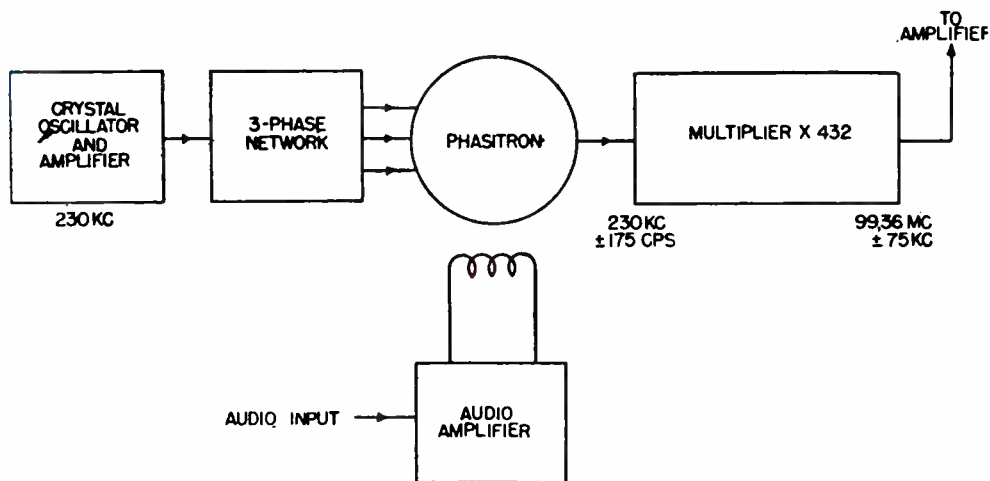 TO
AMPLIFIER
CRYSTAL
OSCILLATOR
AND
AMPLIFIER
3-PHASE
NETWORK
PHASITRON
MULTIPLIER X 432
230 KC
230 KC
± 175 CPS
99,36 MC
± 75 KC
AUDIO INPUT
AUDIO
AMPLIFIER